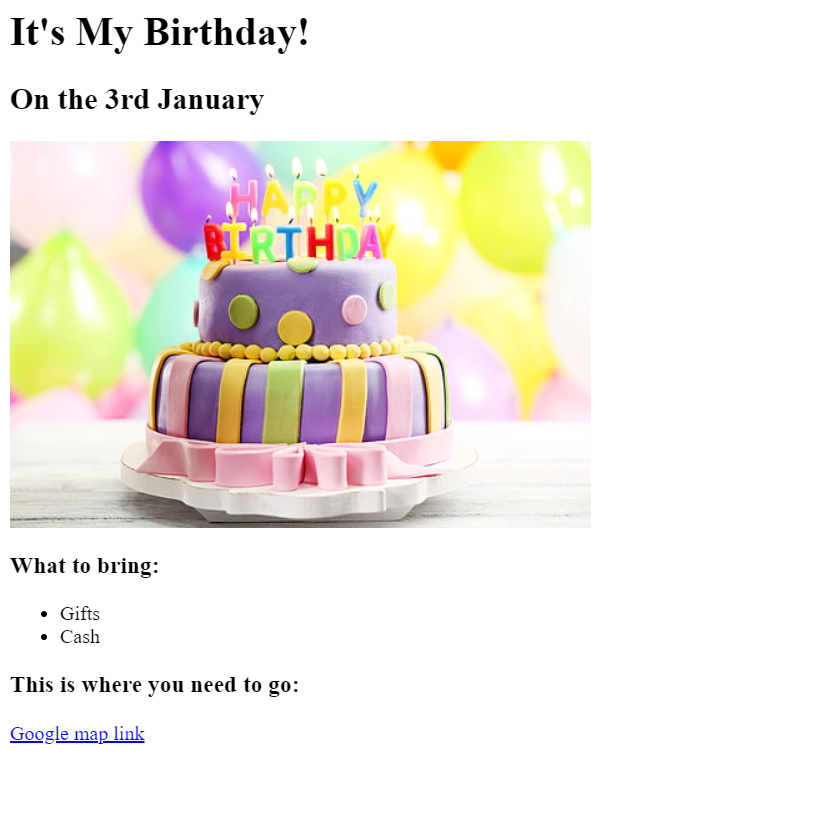 It's My Birthday!
On the 3rd January
HAPPY
BIRTHDAY
What to bring:
Gifts
Cash
This is where you need to go:
Google map link